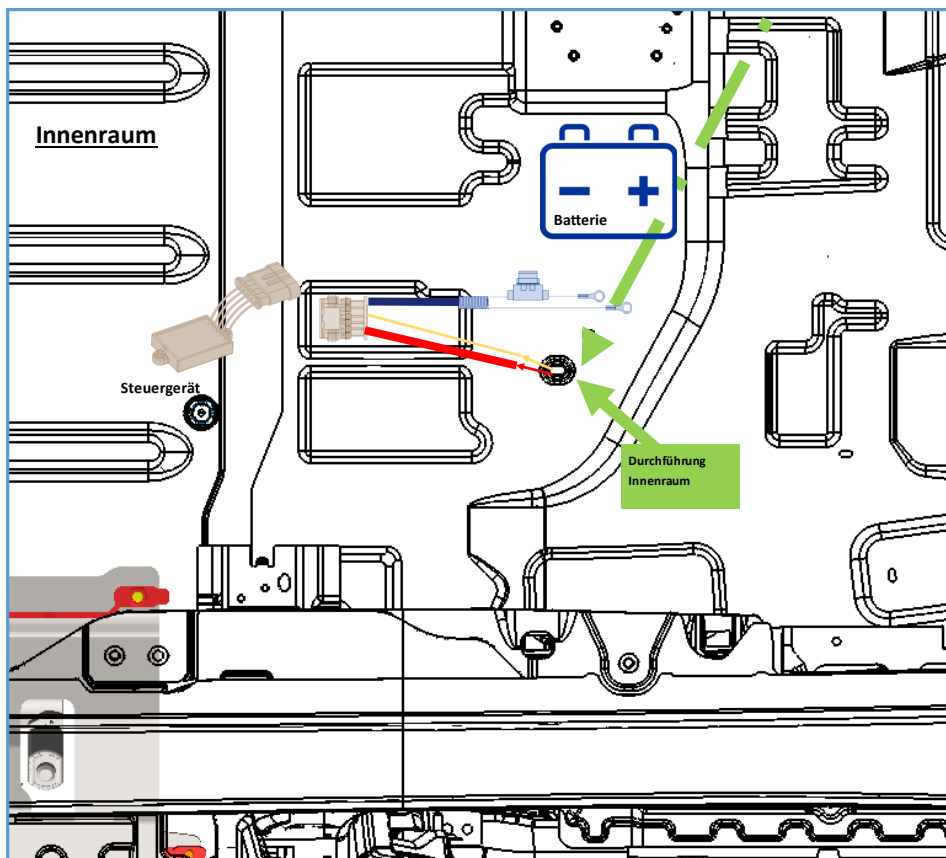 Innenraum
Batterie
Steuergerät
Durchführung
Innenraum